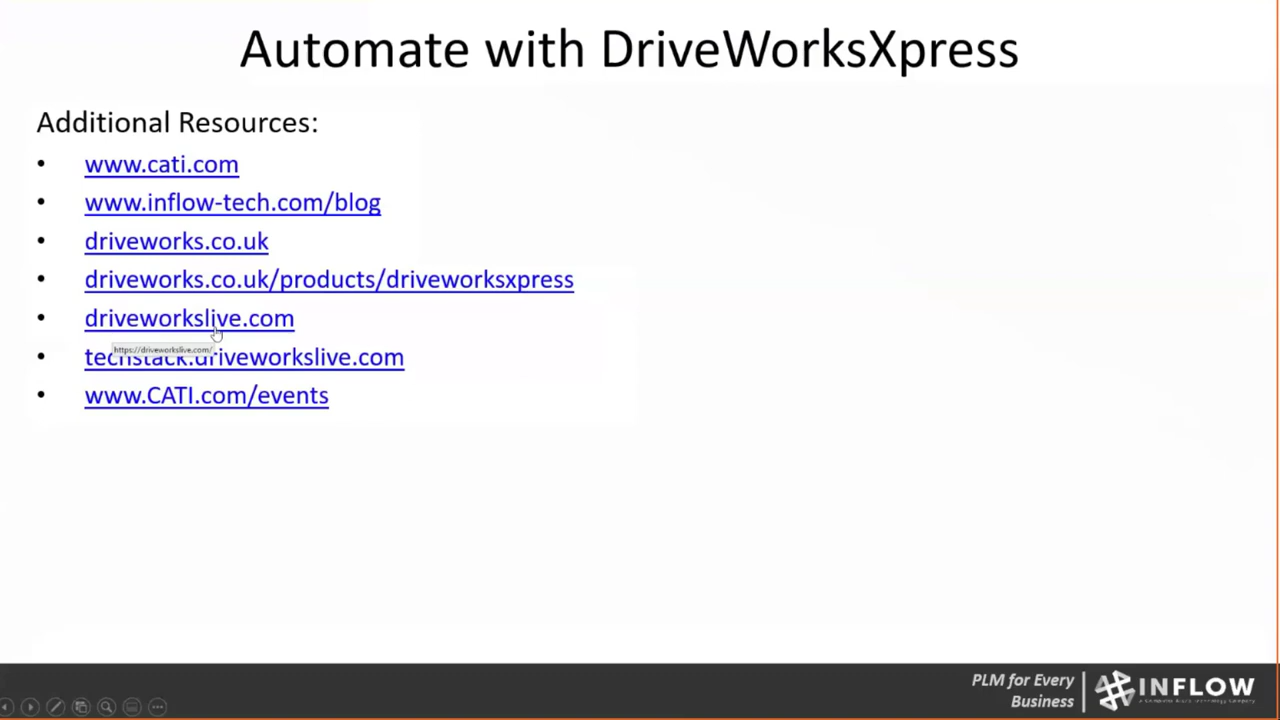 Automate with DriveWorksXpress
Additional Resources:
• www.cati.com
• www.inflow-tech.com/blog
• driveworks.co.uk
• driveworks.co.uk/products/driveworksxpress
• driveworkslive.com
https://driveworkslive.com/
• techstack.driveworkslive.com
• www.CATI.com/events
PLM for Every
Business
INFLOW